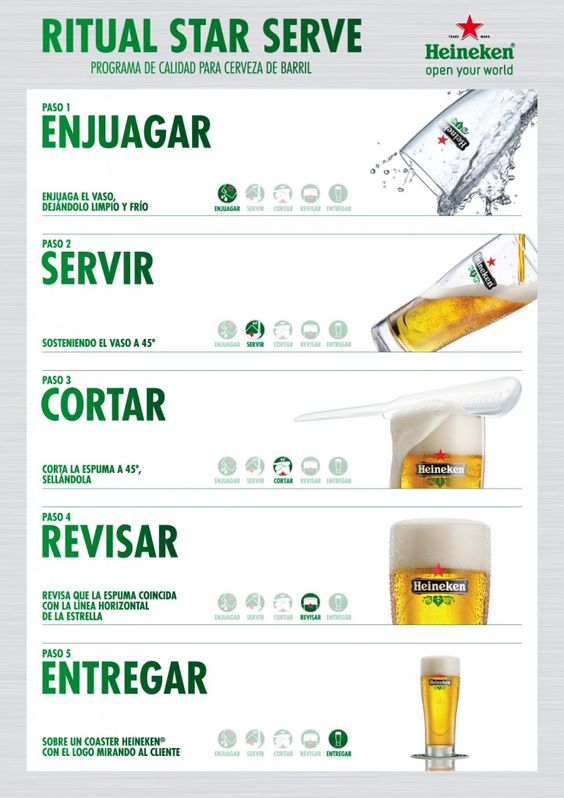 RITUAL STAR SERVE
PROGRAMA DE CALIDAD PARA CERVEZA DE BARRIL
TRADE MARK
Heineken®
open your world
PASO 1
ENJUAGAR
ENJUAGA EL VASO,
DEJÁNDOLO LIMPIO Y FRÍO
ENJUAGAR SERVIR CORTAR REVISAR ENTREGAR
Heineken
PASO 2
SERVIR
SOSTENIENDO EL VASO A 45°
ENJUAGAR SERVIR CORTAR REVISAR ENTREGAR
Heineken
PASO 3
CORTAR
CORTA LA ESPUMA A 45°,
SELLÁNDOLA
45°
ENJUAGAR SERVIR CORTAR REVISAR ENTREGAR
Heineken
PASO 4
REVISAR
REVISA QUE LA ESPUMA COINCIDA
CON LA LÍNEA HORIZONTAL
DE LA ESTRELLA
ENJUAGAR SERVIR CORTAR REVISAR ENTREGAR
Heineken
PASO 5
ENTREGAR
SOBRE UN COASTER HEINEKEN®
CON EL LOGO MIRANDO AL CLIENTE
ENJUAGAR SERVIR CORTAR REVISAR ENTREGAR
Heineken